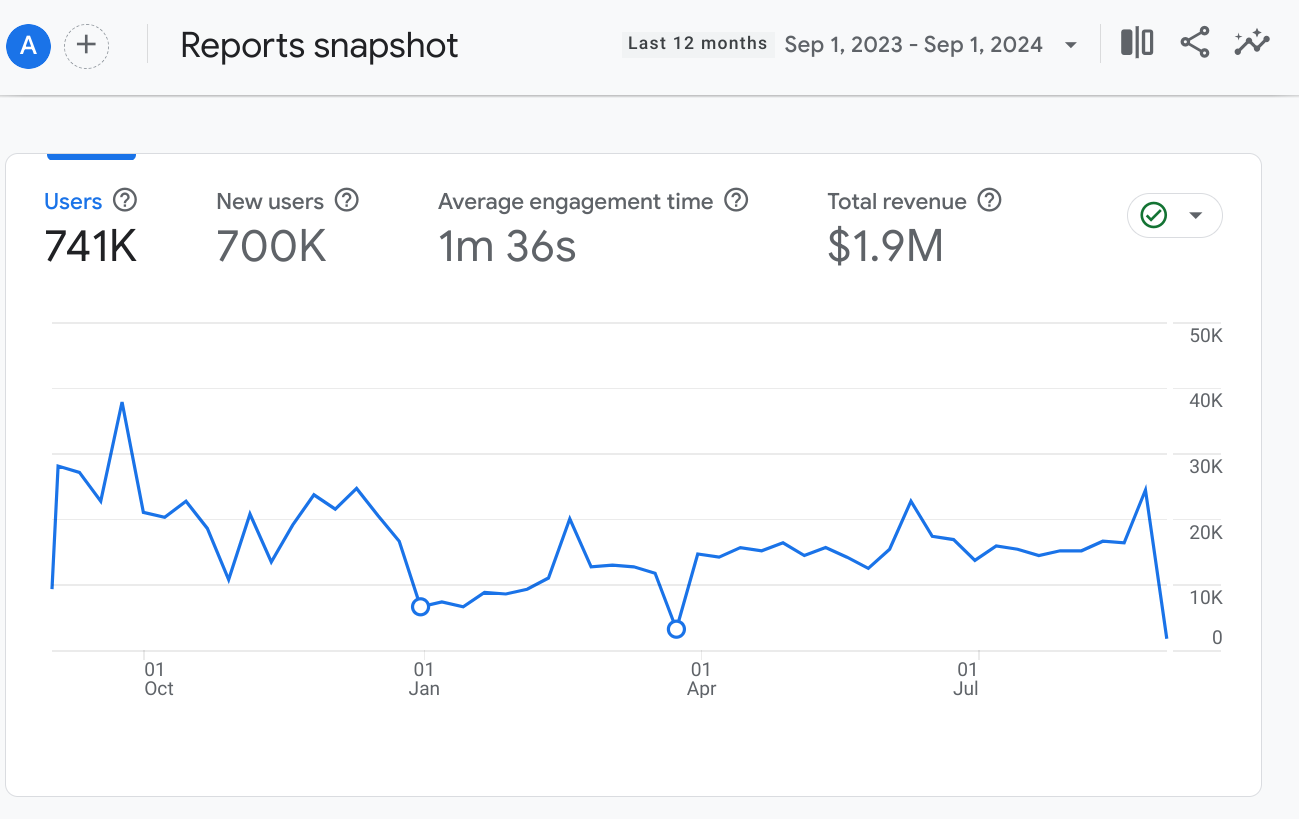 A
+
Reports snapshot
Last 12 months Sep 1, 2023 - Sep 1, 2024
Users ? New users ? Average engagement time ? Total revenue ?
741K 700K 1m 36s $1.9M
50K
40K
30K
20K
10K
0
01 01 01 01
Oct Jan Apr Jul